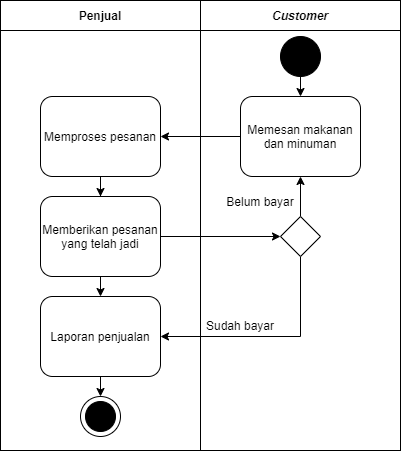 Penjual
Customer
Memesan makanan
dan minuman
Memproses pesanan
Belum bayar
Memberikan pesanan
yang telah jadi
Sudah bayar
Laporan penjualan